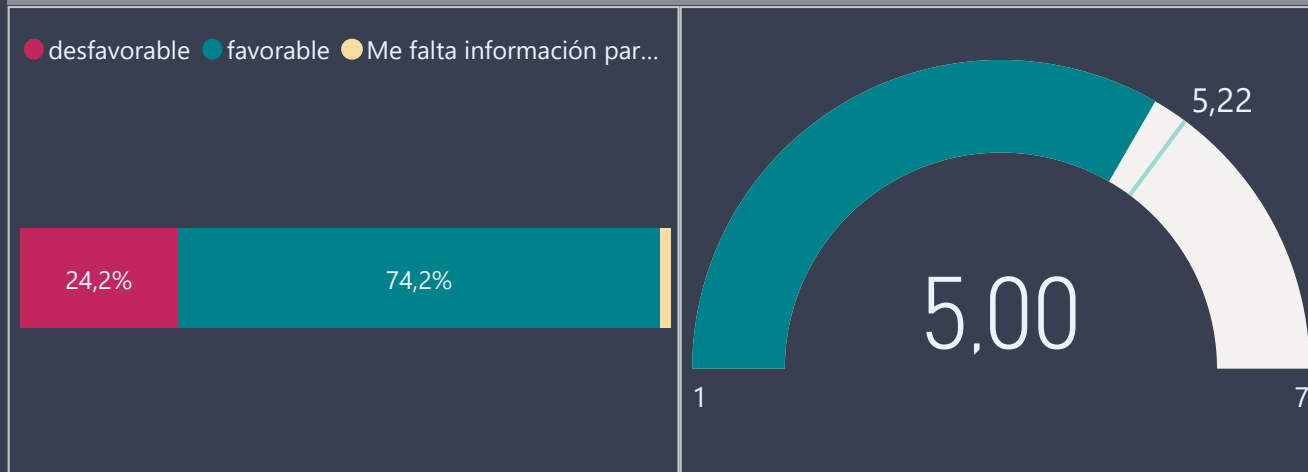 desfavorable favorable Me falta información par...
24,2% 74,2%
5,22
5,00
1 7